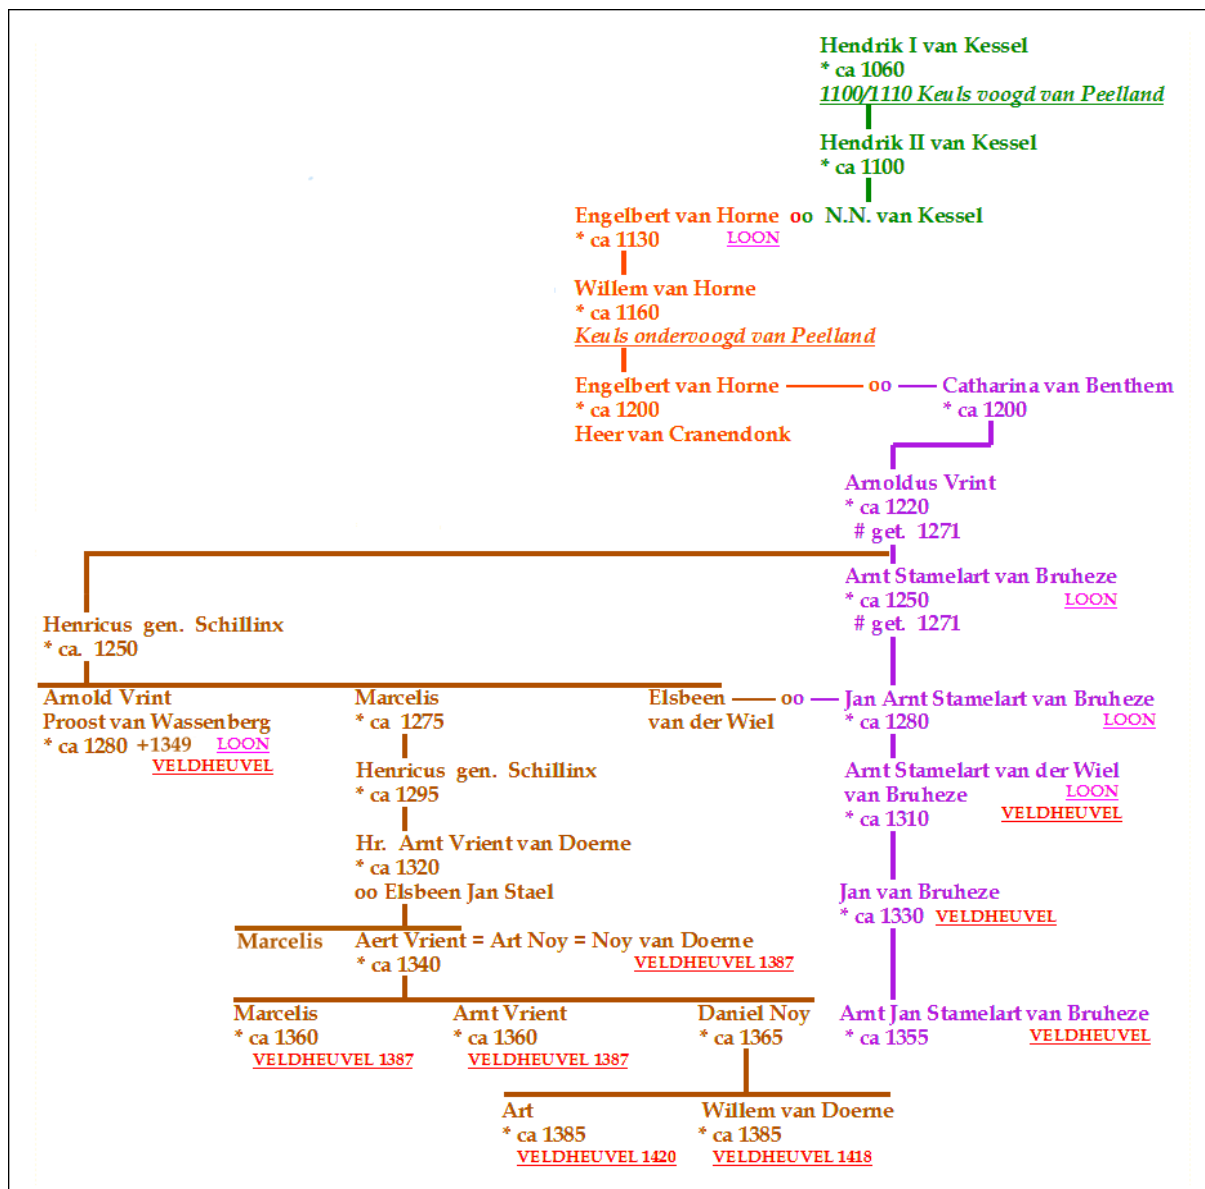 Hendrik I van Kessel
* ca 1060
1100/1110 Keuls voogd van Peelland
Hendrik II van Kessel
* ca 1100
Engelbert van Horne oo N.N. van Kessel
* ca 1130 LOON
Willem van Horne
* ca 1160
Keuls ondervoogd van Peelland
Engelbert van Horne oo Catharina van Benthem
* ca 1200 * ca 1200
Heer van Cranendonk
Arnoldus Vrint
* ca 1220
# get. 1271
Arnt Stamelart van Bruheze
* ca 1250 LOON
# get. 1271
Henricus gen. Schillinx
* ca. 1250
Arnold Vrint
Proost van Wassenberg
* ca 1280 +1349 LOON
VELDHEUVEL
Marcelis
* ca 1275
Elsbeen oo Jan Arnt Stamelart van Bruheze
van der Wiel * ca 1280 LOON
Henricus gen. Schillinx
* ca 1295
Arnt Stamelart van der Wiel
van Bruheze LOON
* ca 1310 VELDHEUVEL
Hr. Arnt Vrient van Doerne
* ca 1320
oo Elsbeen Jan Stael
Jan van Bruheze
* ca 1330 VELDHEUVEL
Marcelis Aert Vrient = Art Noy = Noy van Doerne
* ca 1340 VELDHEUVEL 1387
Marcelis
* ca 1360
VELDHEUVEL 1387
Arnt Vrient
* ca 1360
VELDHEUVEL 1387
Daniel Noy
* ca 1365
Arnt Jan Stamelart van Bruheze
* ca 1355 VELDHEUVEL
Art
* ca 1385
VELDHEUVEL 1420
Willem van Doerne
* ca 1385
VELDHEUVEL 1418